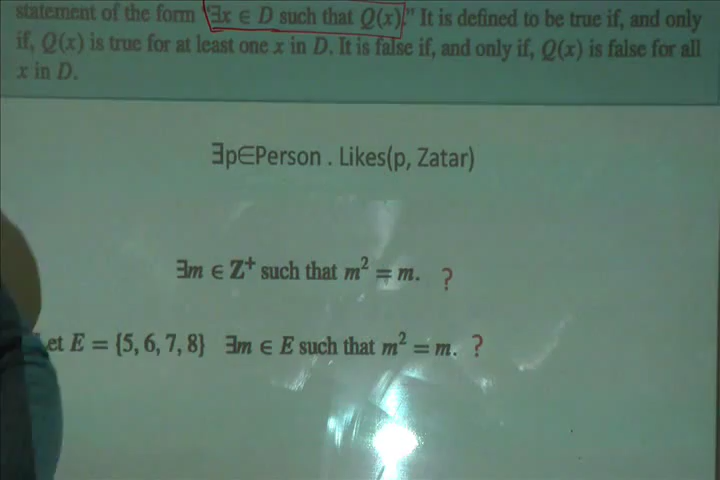 statement of the form "∃x ∈ D such that Q(x)." It is defined to be true if, and only
if, Q(x) is true for at least one x in D. It is false if, and only if, Q(x) is false for all
x in D.
∃p∈Person . Likes(p, Zatar)
∃m ∈ Z⁺ such that m² = m. ?
et E = {5, 6, 7, 8} ∃m ∈ E such that m² = m. ?